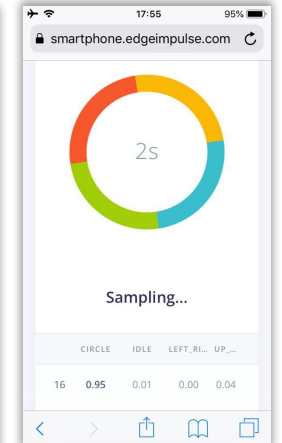 17:55 95%
smartphone.edgeimpulse.com
2s
Sampling...
CIRCLE IDLE LEFT_RI... UP_...
16 0.95 0.01 0.00 0.04